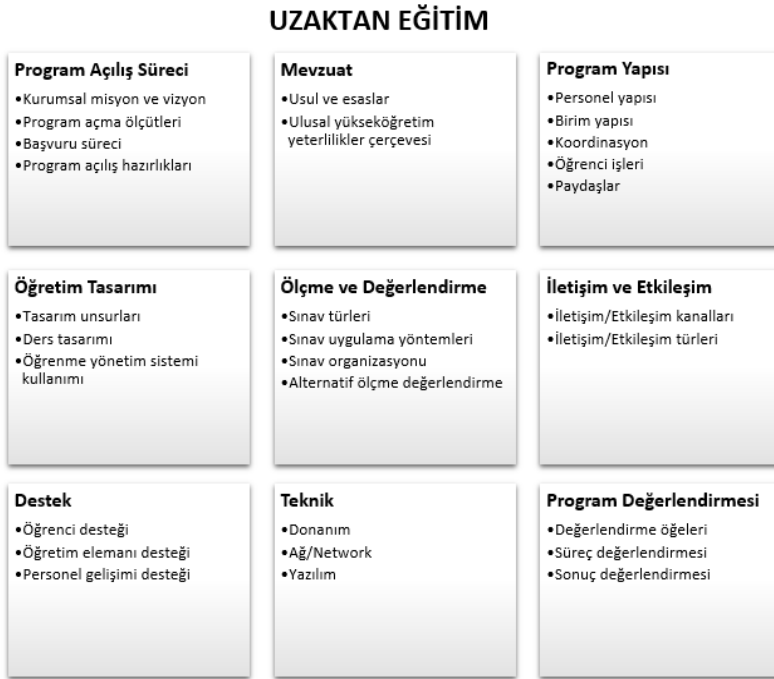 UZAKTAN EĞİTİM
Program Açılış Süreci
•Kurumsal misyon ve vizyon
•Program açma ölçütleri
•Başvuru süreci
•Program açılış hazırlıkları
Mevzuat
•Usul ve esaslar
•Ulusal yükseköğretim
yeterlilikler çerçevesi
Program Yapısı
•Personel yapısı
•Birim yapısı
•Koordinasyon
•Öğrenci işleri
•Paydaşlar
Öğretim Tasarımı
•Tasarım unsurları
•Ders tasarımı
•Öğrenme yönetim sistemi
kullanımı
Ölçme ve Değerlendirme
•Sınav türleri
•Sınav uygulama yöntemleri
•Sınav organizasyonu
•Alternatif ölçme değerlendirme
İletişim ve Etkileşim
•İletişim/Etkileşim kanalları
•İletişim/Etkileşim türleri
Destek
•Öğrenci desteği
•Öğretim elemanı desteği
•Personel gelişimi desteği
Teknik
•Donanım
•Ağ/Network
•Yazılım
Program Değerlendirmesi
•Değerlendirme öğeleri
•Süreç değerlendirmesi
•Sonuç değerlendirmesi